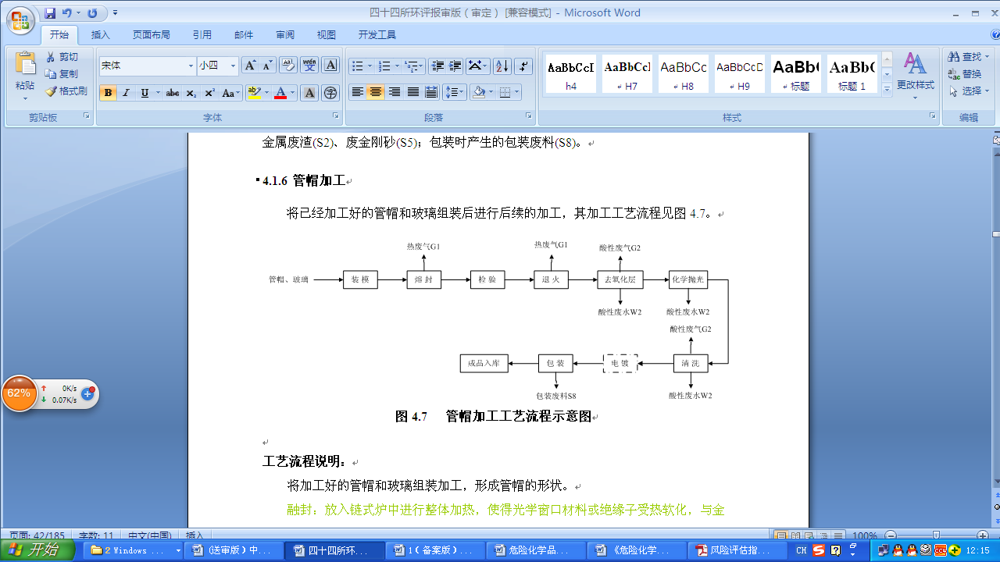 四十四所环评报审版（审定） [兼容模式] - Microsoft Word
开始 插入 页面布局 引用 邮件 审阅 视图 开发工具
粘贴 剪切 复制 格式刷
宋体 小四
B I U abc X₂ X² Aa A A A 变 wén A
ab A A 字
AaBbCcI AaBbCcI AaBbCc AaBbCcD AaBb AaBb(
h4 H7 H8 H9 标题 标题 1
更改样式
查找 替换 选择
剪贴板 字体 段落 样式 编辑
金属废渣(S2)、废金刚砂(S5)；包装时产生的包装废料(S8)。
4.1.6 管帽加工
将已经加工好的管帽和玻璃组装后进行后续的加工，其加工工艺流程见图 4.7。
热废气G1 热废气G1 酸性废气G2
管帽、玻璃 装 模 熔 封 检 验 退 火 去氧化层 化学抛光
酸性废水W2 酸性废水W2
酸性废气G2
成品入库 包 装 电 镀 清 洗
包装废料S8 酸性废水W2
图 4.7 管帽加工工艺流程示意图
工艺流程说明：
将加工好的管帽和玻璃组装加工，形成管帽的形状。
融封：放入链式炉中进行整体加热，使得光学窗口材料或绝缘子受热软化，与金
62% 0K/s
0.07K/s
页面: 42/185 字数: 11 中文(中国) 插入 100%
开始 2 Windows ... (送审版）中... 四十四所环... 1（备案版）... 危险化学品... 《危险化学... 风险评估指... CH 12:15